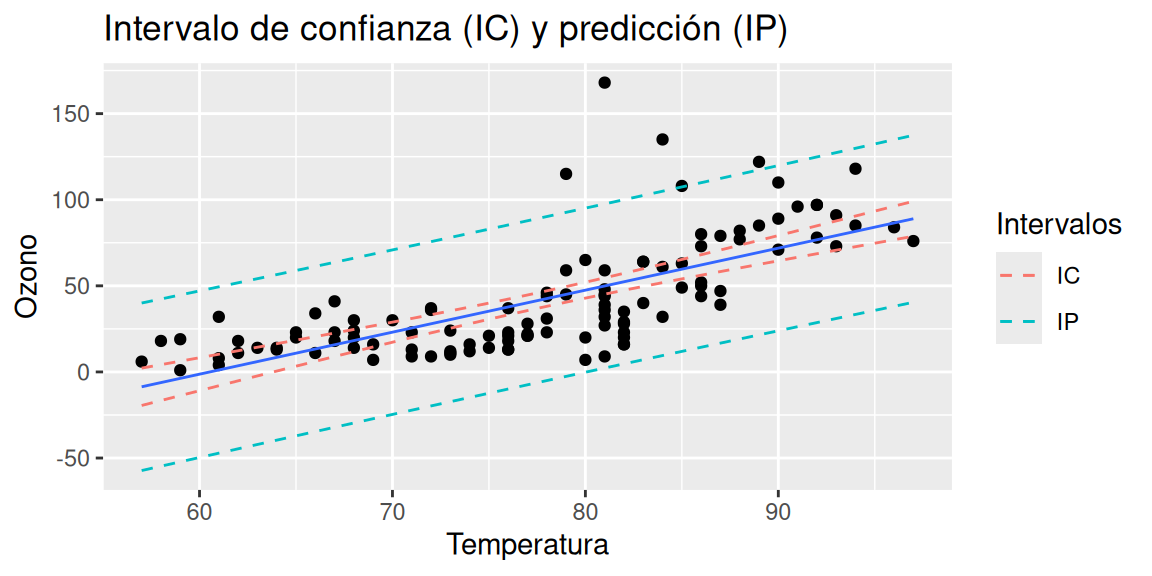 Intervalo de confianza (IC) y predicción (IP)
150
100
50
0
-50
Ozono
60 70 80 90
Temperatura
Intervalos
IC
IP